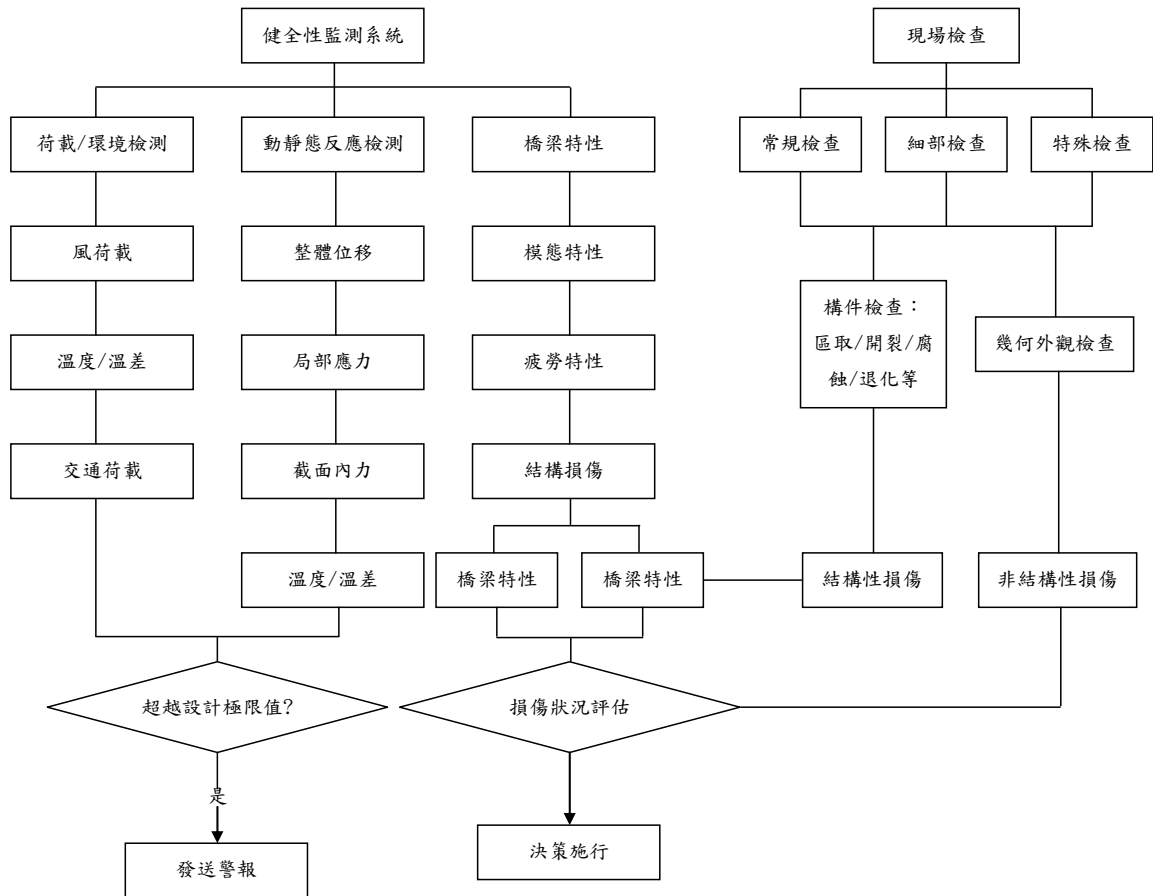 健全性監測系統
現場檢查
荷載/環境檢測
動靜態反應檢測
橋梁特性
常規檢查
細部檢查
特殊檢查
風荷載
整體位移
模態特性
構件檢查：
區取/開裂/腐
蝕/退化等
幾何外觀檢查
溫度/溫差
局部應力
疲勞特性
交通荷載
截面內力
結構損傷
溫度/溫差
橋梁特性
橋梁特性
結構性損傷
非結構性損傷
超越設計極限值?
損傷狀況評估
是
發送警報
決策施行